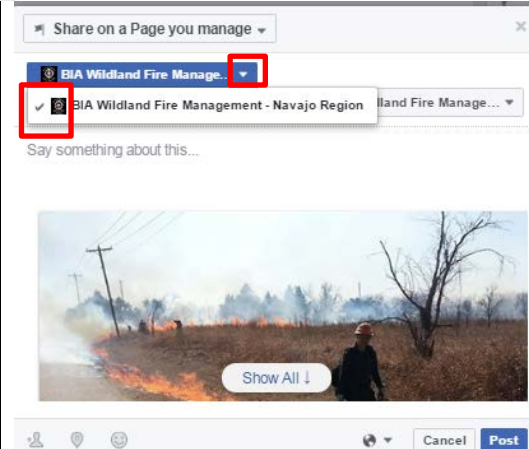 Share on a Page you manage
BIA Wildland Fire Manage...
BIA Wildland Fire Management - Navajo Region
lland Fire Manage...
Say something about this...
Show All ↓
Cancel
Post